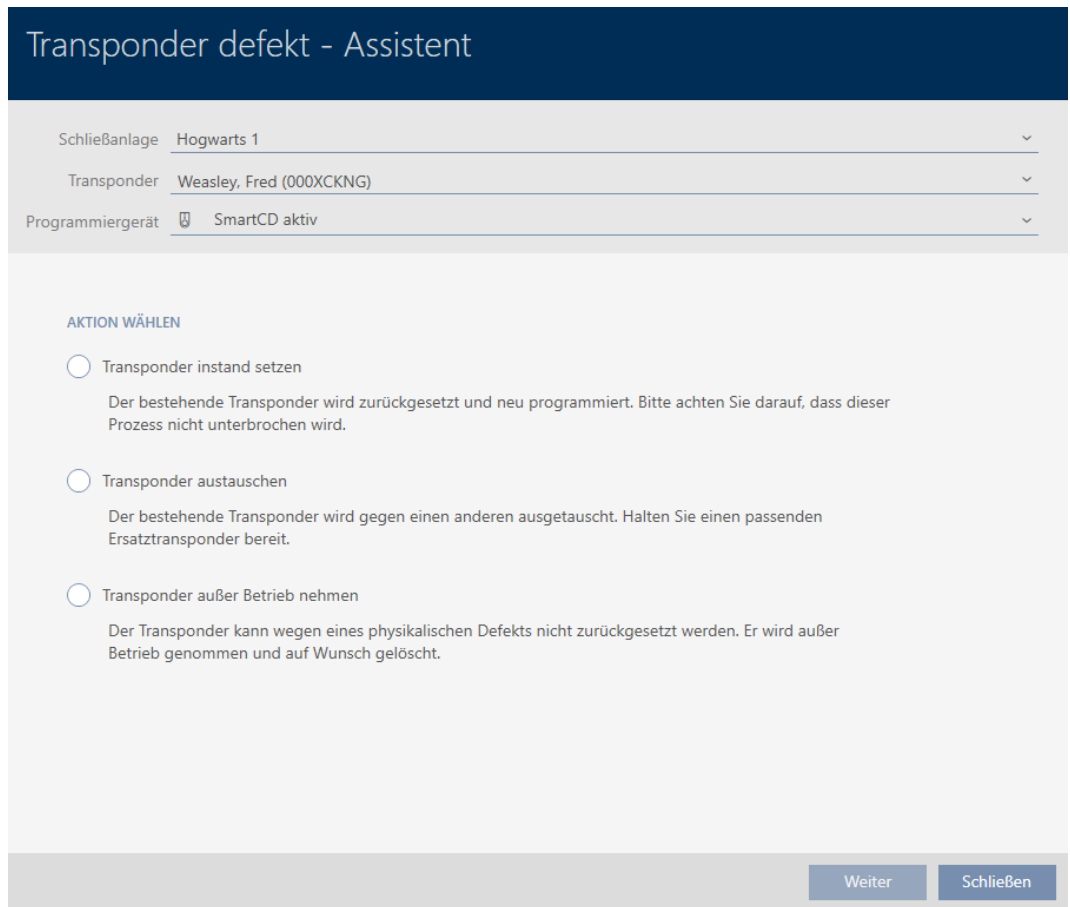 Transponder defekt - Assistent
Schließanlage Hogwarts 1
Transponder Weasley, Fred (000XCKNG)
Programmiergerät SmartCD aktiv
AKTION WÄHLEN
Transponder instand setzen
Der bestehende Transponder wird zurückgesetzt und neu programmiert. Bitte achten Sie darauf, dass dieser
Prozess nicht unterbrochen wird.
Transponder austauschen
Der bestehende Transponder wird gegen einen anderen ausgetauscht. Halten Sie einen passenden
Ersatztransponder bereit.
Transponder außer Betrieb nehmen
Der Transponder kann wegen eines physikalischen Defekts nicht zurückgesetzt werden. Er wird außer
Betrieb genommen und auf Wunsch gelöscht.
Weiter Schließen